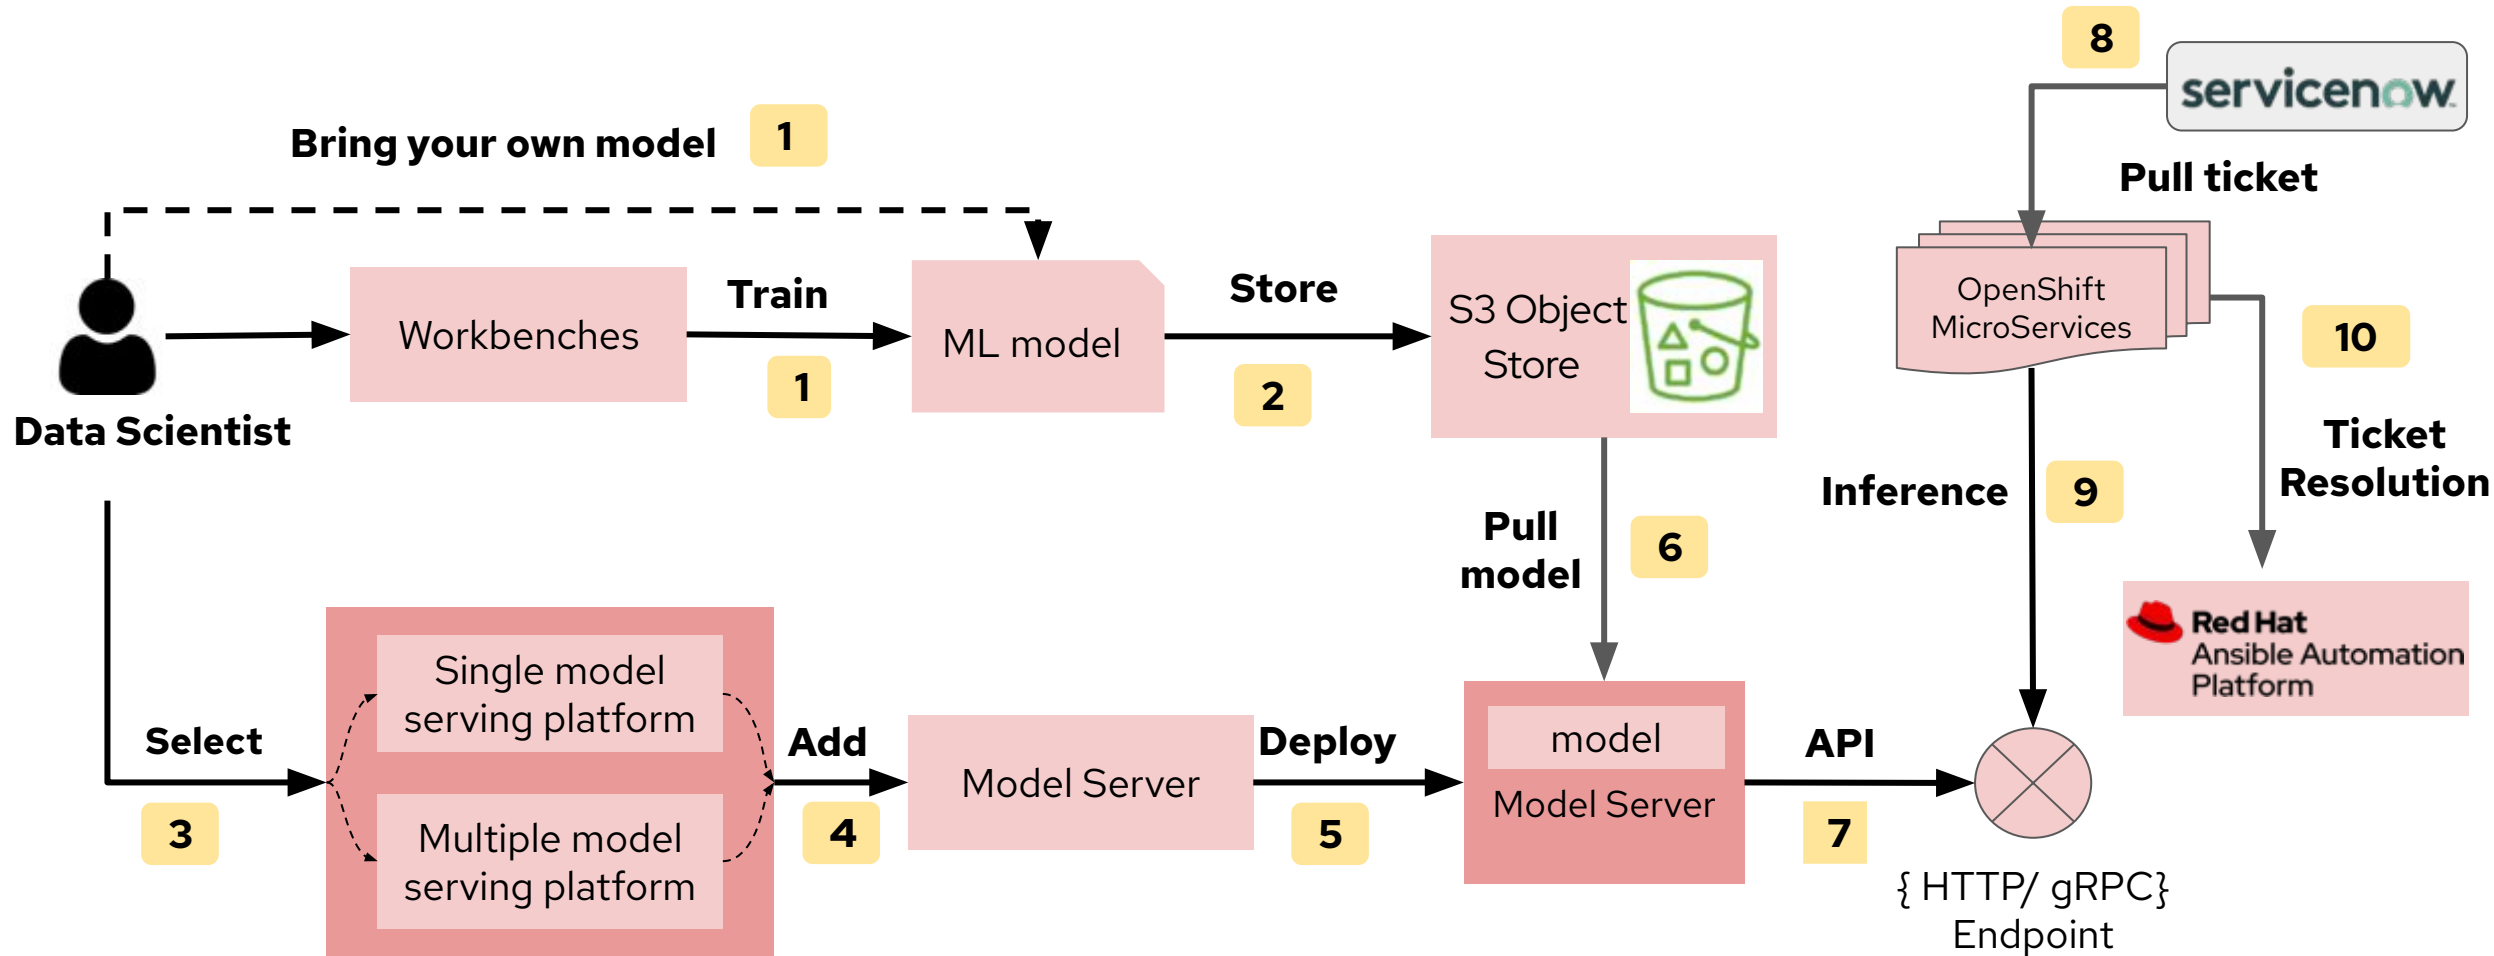 8
servicenow
Bring your own model
1
Pull ticket
Train
Store
S3 Object
Store
OpenShift
MicroServices
Workbenches
ML model
10
1
2
Data Scientist
Ticket
Resolution
Inference
9
Pull
model
6
Red Hat
Ansible Automation
Platform
Single model
serving platform
Select
Add
Deploy
model
API
Model Server
Model Server
3
4
5
7
Multiple model
serving platform
{ HTTP/ gRPC}
Endpoint